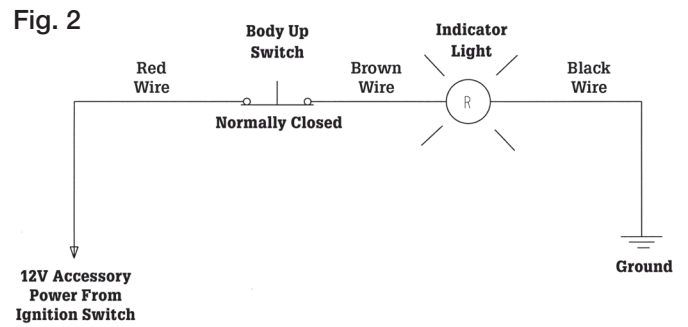 Fig. 2
Body Up
Switch
Indicator
Light
Red
Wire
Brown
Wire
Black
Wire
R
Normally Closed
12V Accessory
Power From
Ignition Switch
Ground